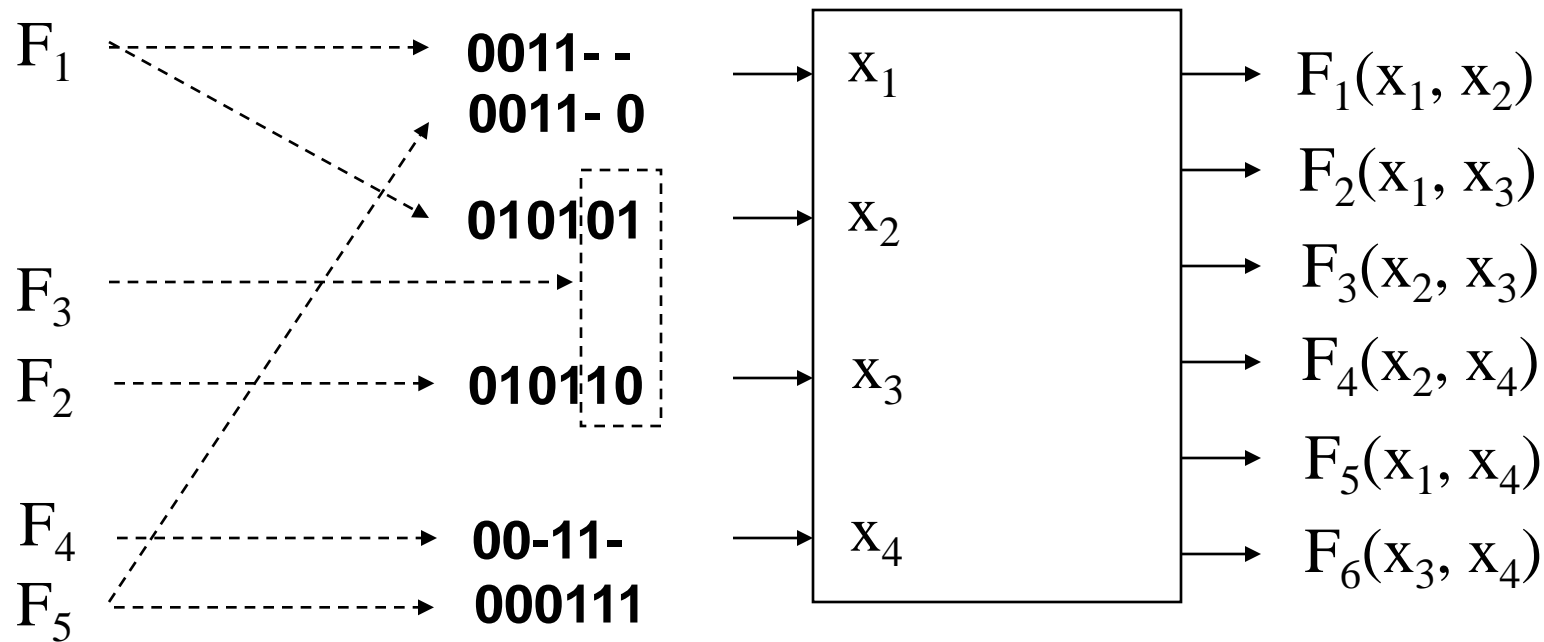 F₁
F₃
F₂
F₄
F₅
0011- -
0011- 0
010101
010110
00-11-
000111
x₁
x₂
x₃
x₄
F₁(x₁, x₂)
F₂(x₁, x₃)
F₃(x₂, x₃)
F₄(x₂, x₄)
F₅(x₁, x₄)
F₆(x₃, x₄)